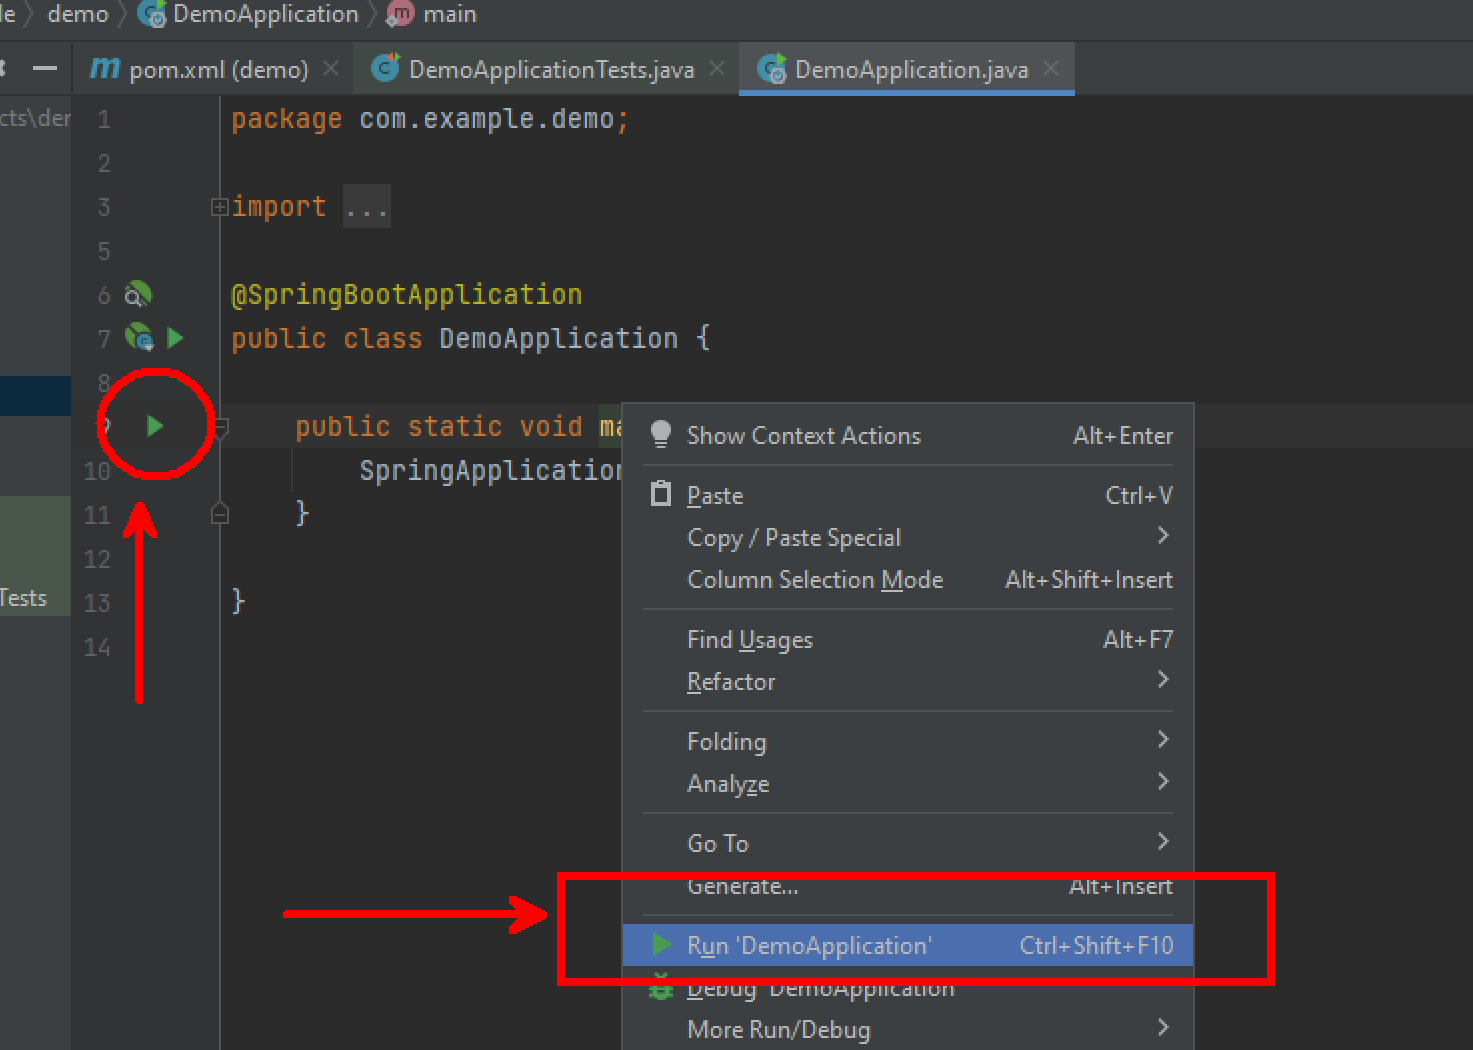 le > demo > DemoApplication > main
pom.xml (demo) DemoApplicationTests.java DemoApplication.java
cts\der
1 package com.example.demo;
2
3 import ...
5
6 @SpringBootApplication
7 public class DemoApplication {
8
9 public static void ma
10 SpringApplication
11 }
12
Tests
13 }
14
Show Context Actions Alt+Enter
Paste Ctrl+V
Copy / Paste Special
Column Selection Mode Alt+Shift+Insert
Find Usages Alt+F7
Refactor
Folding
Analyze
Go To
Generate... Alt+Insert
Run 'DemoApplication' Ctrl+Shift+F10
Debug 'DemoApplication'
More Run/Debug